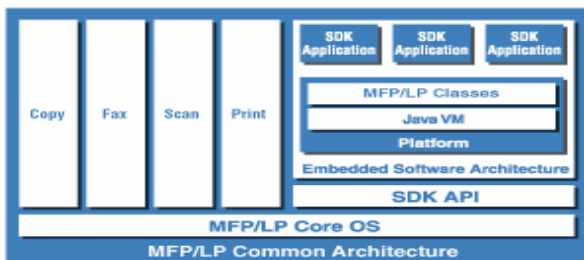 Copy
Fax
Scan
Print
SDK
Application
SDK
Application
SDK
Application
MFP/LP Classes
Java VM
Platform
Embedded Software Architecture
SDK API
MFP/LP Core OS
MFP/LP Common Architecture